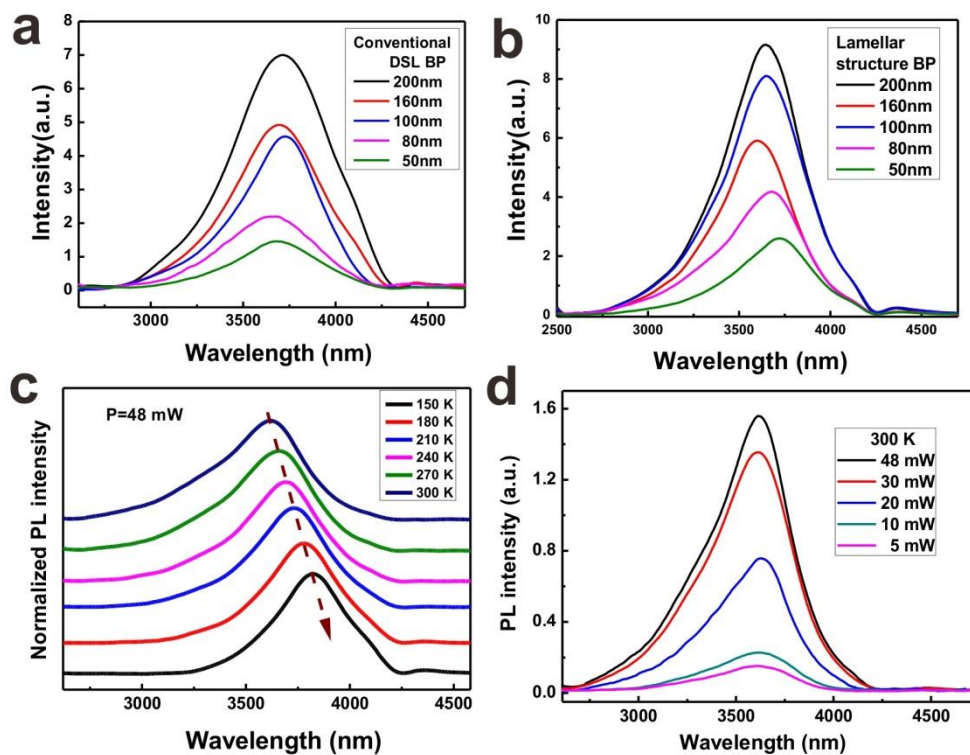 a
Intensity(a.u.)
8
7
6
5
4
3
2
1
0
3000 3500 4000 4500
Wavelength (nm)
Conventional
DSL BP
200nm
160nm
100nm
80nm
50nm
b
Intensity(a.u.)
10
8
6
4
2
0
2500 3000 3500 4000 4500
Wavelength (nm)
Lamellar
structure BP
200nm
160nm
100nm
80nm
50nm
c
Normalized PL intensity
P=48 mW
150 K
180 K
210 K
240 K
270 K
300 K
3000 3500 4000 4500
Wavelength (nm)
d
PL intensity (a.u.)
1.6
1.2
0.8
0.4
0.0
3000 3500 4000 4500
Wavelength (nm)
300 K
48 mW
30 mW
20 mW
10 mW
5 mW